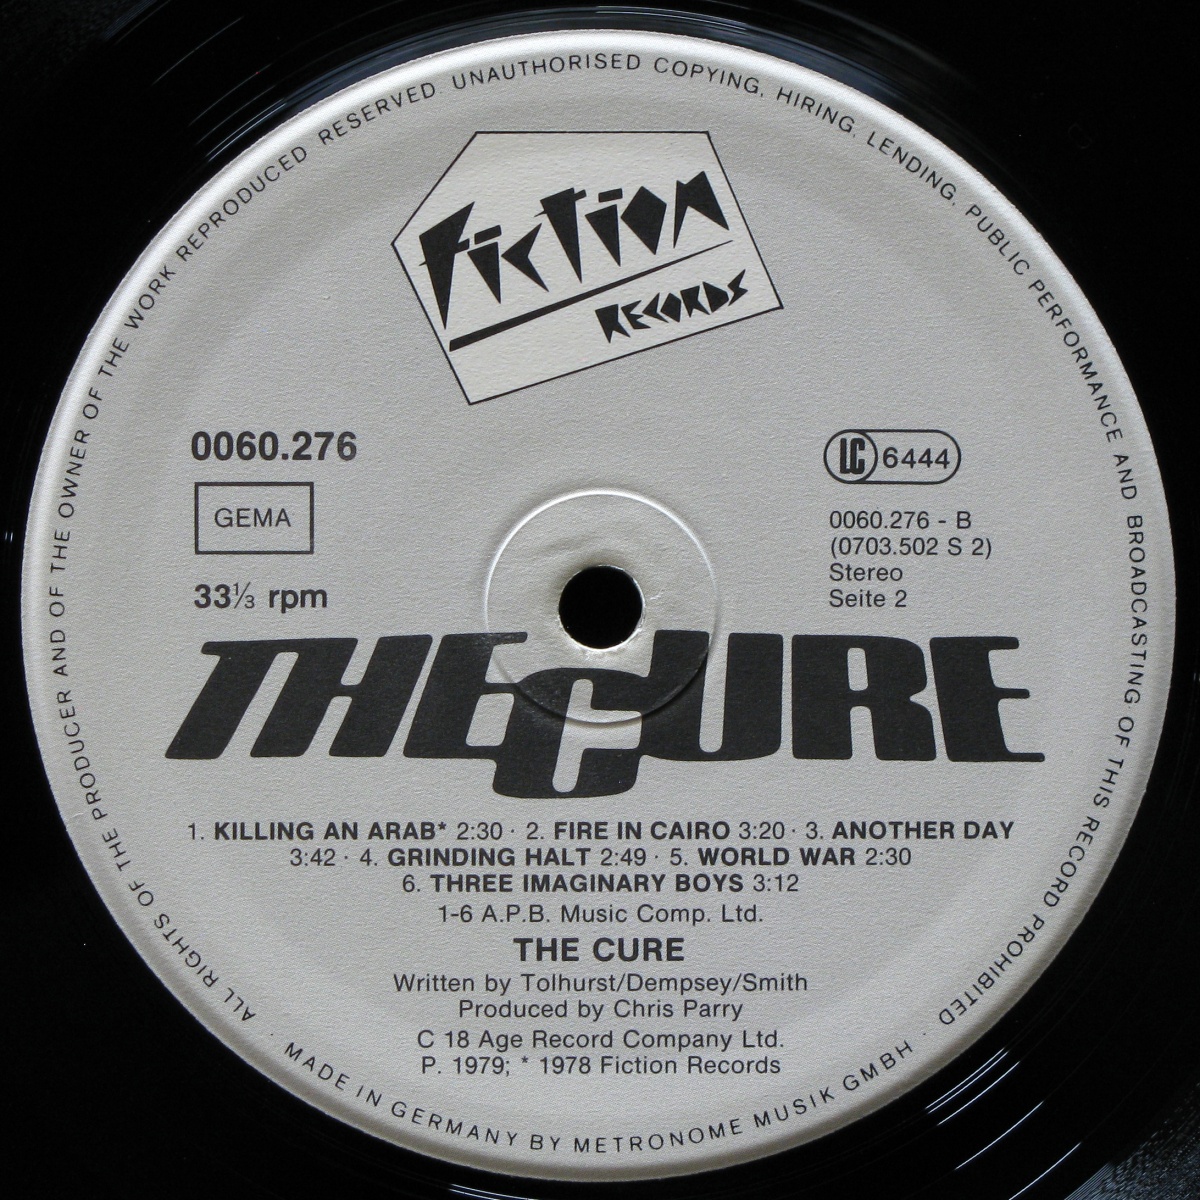 ALL RIGHTS OF THE PRODUCER AND OF THE OWNER OF THE WORK REPRODUCED RESERVED UNAUTHORISED COPYING, HIRING, LENDING, PUBLIC PERFORMANCE AND BROADCASTING OF THIS RECORD PROHIBITED
FicTion
RECORDS
0060.276
GEMA
33⅓ rpm
LC 6444
0060.276 - B
(0703.502 S 2)
Stereo
Seite 2
THE CURE
1. KILLING AN ARAB* 2:30 · 2. FIRE IN CAIRO 3:20 · 3. ANOTHER DAY
3:42 · 4. GRINDING HALT 2:49 · 5. WORLD WAR 2:30
6. THREE IMAGINARY BOYS 3:12
1-6 A.P.B. Music Comp. Ltd.
THE CURE
Written by Tolhurst/Dempsey/Smith
Produced by Chris Parry
C 18 Age Record Company Ltd.
P. 1979; * 1978 Fiction Records
· MADE IN GERMANY BY METRONOME MUSIK GMBH ·